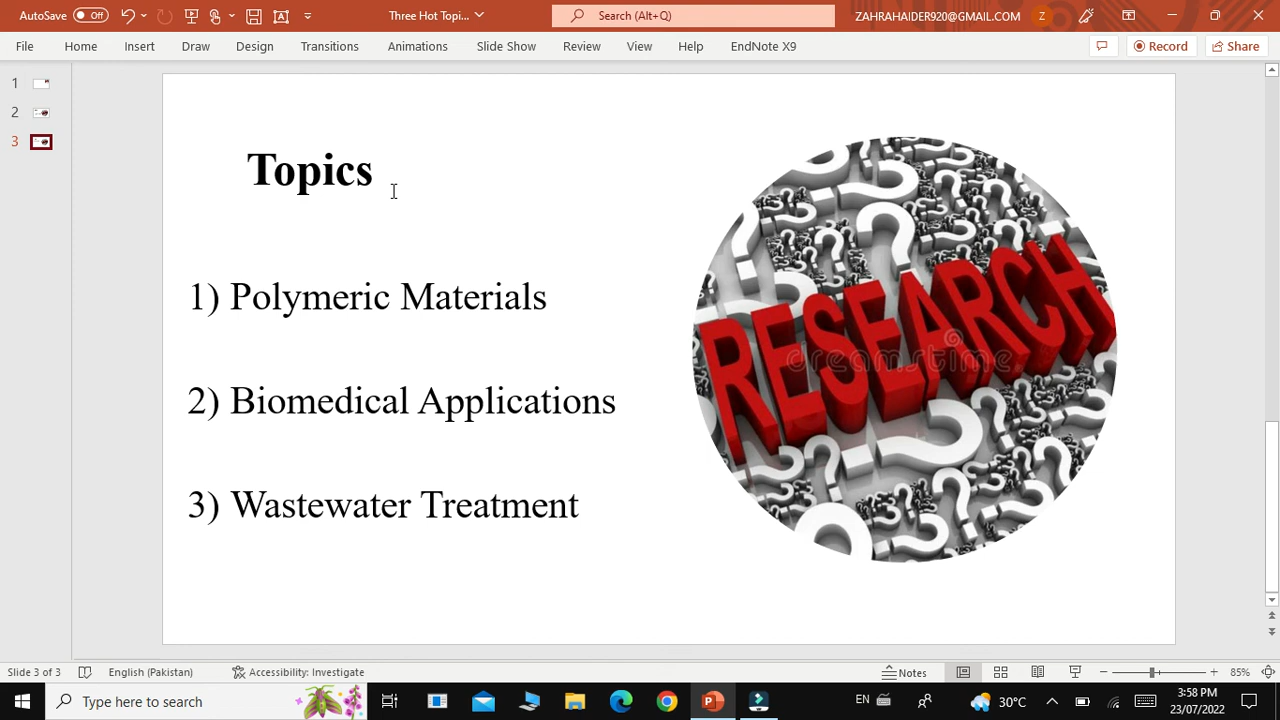 AutoSave Off Three Hot Topi... Search (Alt+Q) ZAHRAHAIDER920@GMAIL.COM Z
File Home Insert Draw Design Transitions Animations Slide Show Review View Help EndNote X9 Record Share
1
2
3
Topics
1) Polymeric Materials
2) Biomedical Applications
3) Wastewater Treatment
RESEARCH
dreamstime
Slide 3 of 3 English (Pakistan) Accessibility: Investigate Notes 85%
Type here to search EN 30°C 3:58 PM
23/07/2022